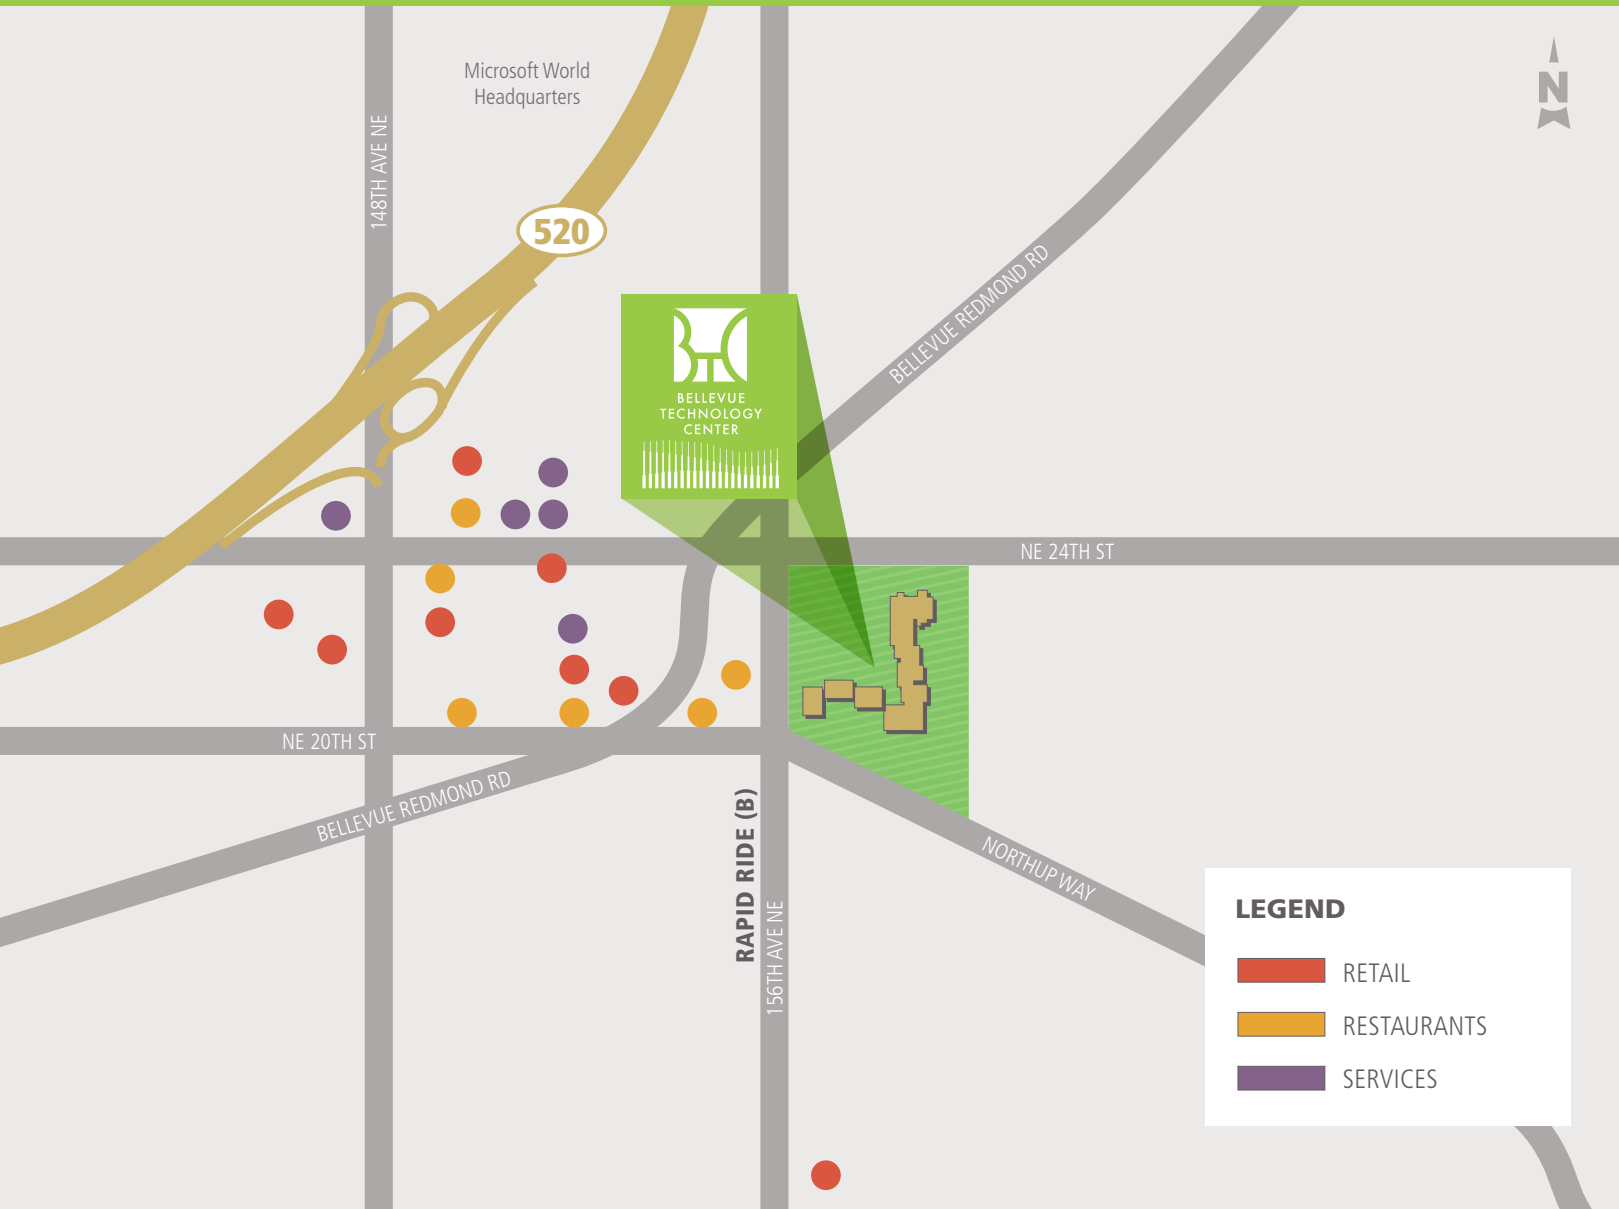 Microsoft World
Headquarters
N
148TH AVE NE
520
BELLEVUE REDMOND RD
BTC
BELLEVUE
TECHNOLOGY
CENTER
NE 24TH ST
NE 20TH ST
BELLEVUE REDMOND RD
RAPID RIDE (B)
156TH AVE NE
NORTHUP WAY
LEGEND
RETAIL
RESTAURANTS
SERVICES